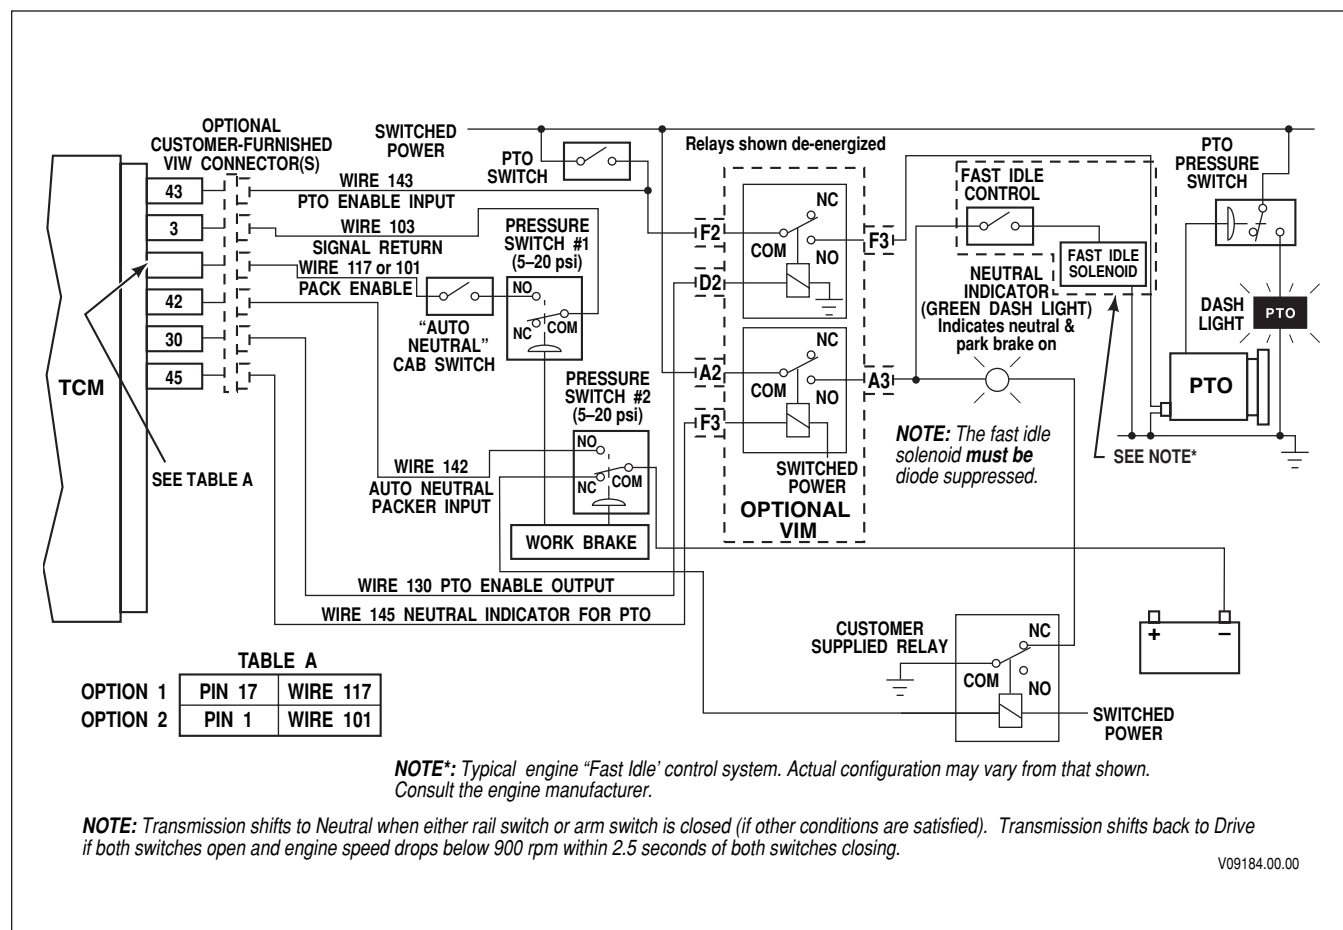 OPTIONAL
CUSTOMER-FURNISHED
VIW CONNECTOR(S)
SWITCHED
POWER
PTO
SWITCH
Relays shown de-energized
PTO
PRESSURE
SWITCH
FAST IDLE
CONTROL
43
WIRE 143
PTO ENABLE INPUT
3
WIRE 103
SIGNAL RETURN
PRESSURE
SWITCH #1
(5–20 psi)
WIRE 117 or 101
PACK ENABLE
42
30
45
TCM
SEE TABLE A
"AUTO
NEUTRAL"
CAB SWITCH
NO
NC
COM
PRESSURE
SWITCH #2
(5–20 psi)
NO
NC
COM
WIRE 142
AUTO NEUTRAL
PACKER INPUT
WORK BRAKE
WIRE 130 PTO ENABLE OUTPUT
WIRE 145 NEUTRAL INDICATOR FOR PTO
F2
D2
NC
COM
NO
F3
A2
F3
NC
COM
NO
A3
SWITCHED
POWER
OPTIONAL
VIM
FAST IDLE
SOLENOID
NEUTRAL
INDICATOR
(GREEN DASH LIGHT)
Indicates neutral &
park brake on
DASH
LIGHT
PTO
PTO
NOTE: The fast idle
solenoid must be
diode suppressed.
SEE NOTE*
CUSTOMER
SUPPLIED RELAY
NC
COM
NO
SWITCHED
POWER
+ –
TABLE A
OPTION 1 PIN 17 WIRE 117
OPTION 2 PIN 1 WIRE 101
NOTE*: Typical engine "Fast Idle' control system. Actual configuration may vary from that shown.
Consult the engine manufacturer.
NOTE: Transmission shifts to Neutral when either rail switch or arm switch is closed (if other conditions are satisfied). Transmission shifts back to Drive
if both switches open and engine speed drops below 900 rpm within 2.5 seconds of both switches closing.
V09184.00.00